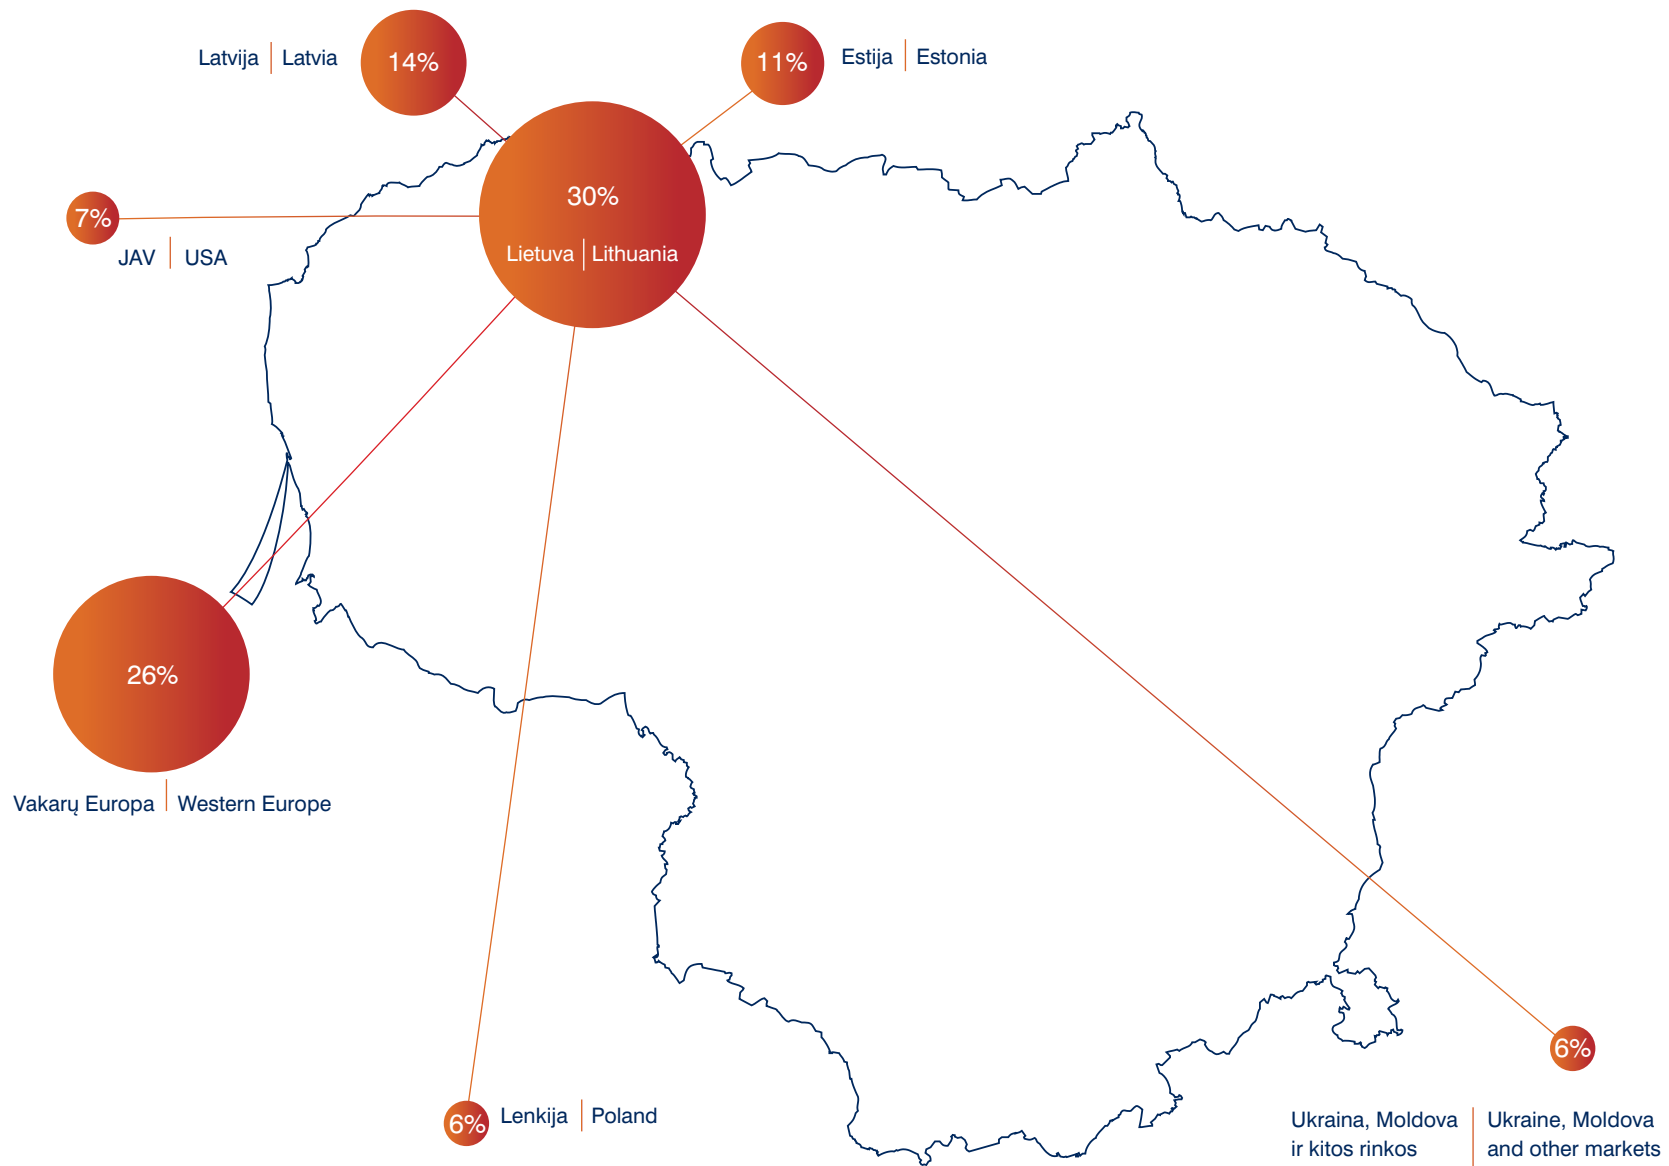 Latvija | Latvia
14%
11%
Estija | Estonia
7%
JAV | USA
30%
Lietuva | Lithuania
26%
Vakarų Europa | Western Europe
6%
Lenkija | Poland
6%
Ukraina, Moldova
ir kitos rinkos
Ukraine, Moldova
and other markets